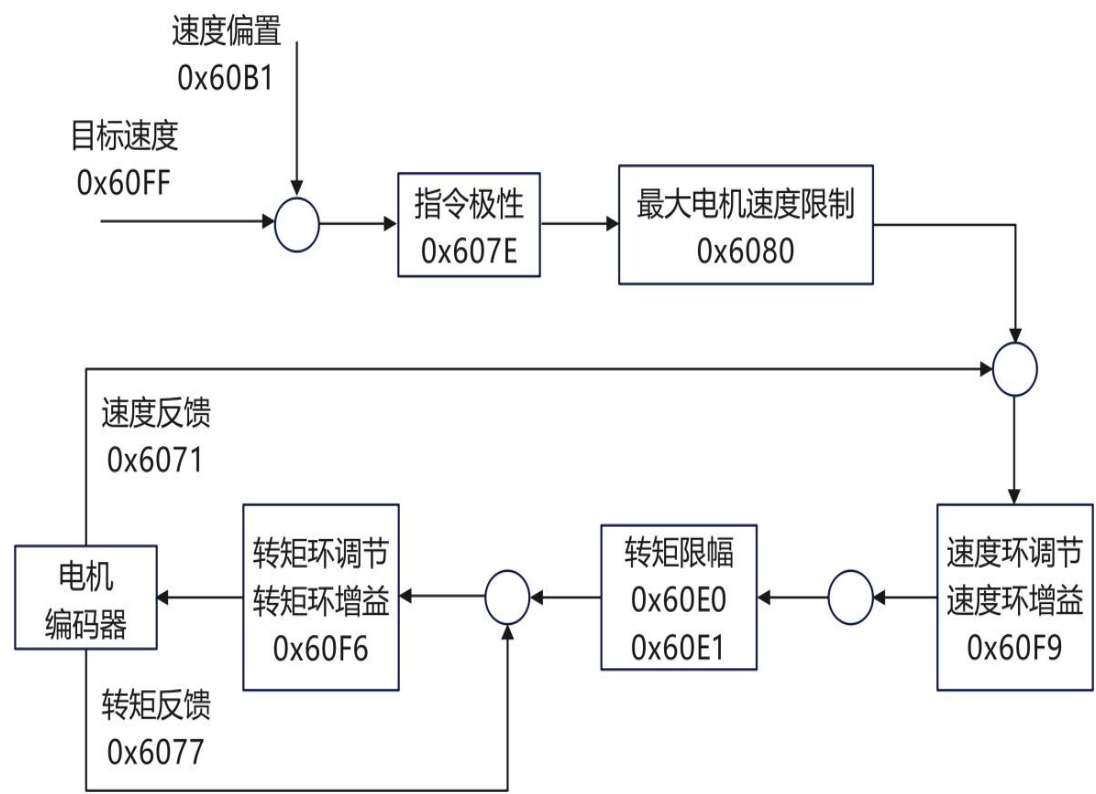 速度偏置
0x60B1
目标速度
0x60FF
指令极性
0x607E
最大电机速度限制
0x6080
速度反馈
0x6071
电机
编码器
转矩环调节
转矩环增益
0x60F6
转矩限幅
0x60E0
0x60E1
速度环调节
速度环增益
0x60F9
转矩反馈
0x6077